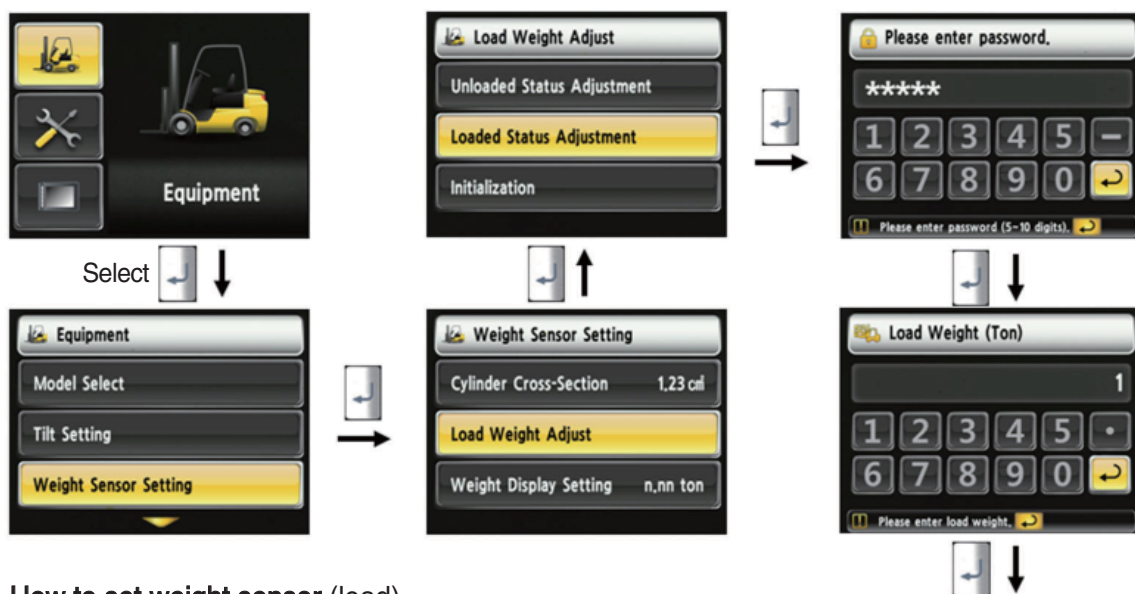 Equipment
Select
Equipment
Model Select
Tilt Setting
Weight Sensor Setting
Weight Sensor Setting
Cylinder Cross-Section 1.23 ㎠
Load Weight Adjust
Weight Display Setting n.nn ton
Load Weight Adjust
Unloaded Status Adjustment
Loaded Status Adjustment
Initialization
Please enter password.
*****
1 2 3 4 5 −
6 7 8 9 0
Please enter password (5-10 digits).
Load Weight (Ton)
1
1 2 3 4 5 ·
6 7 8 9 0
Please enter load weight.
How to set weight sensor (load)